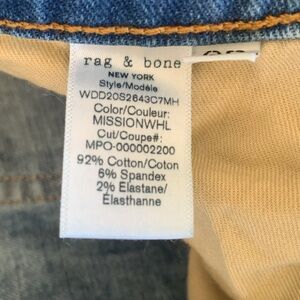 rag & bone
NEW YORK
Style/Modèle
WDD20S2643C7MH
Color/Couleur:
MISSIONWHL
Cut/Coupe#:
MPO-000002200
92% Cotton/Coton
6% Spandex
2% Elastane/
Élasthanne